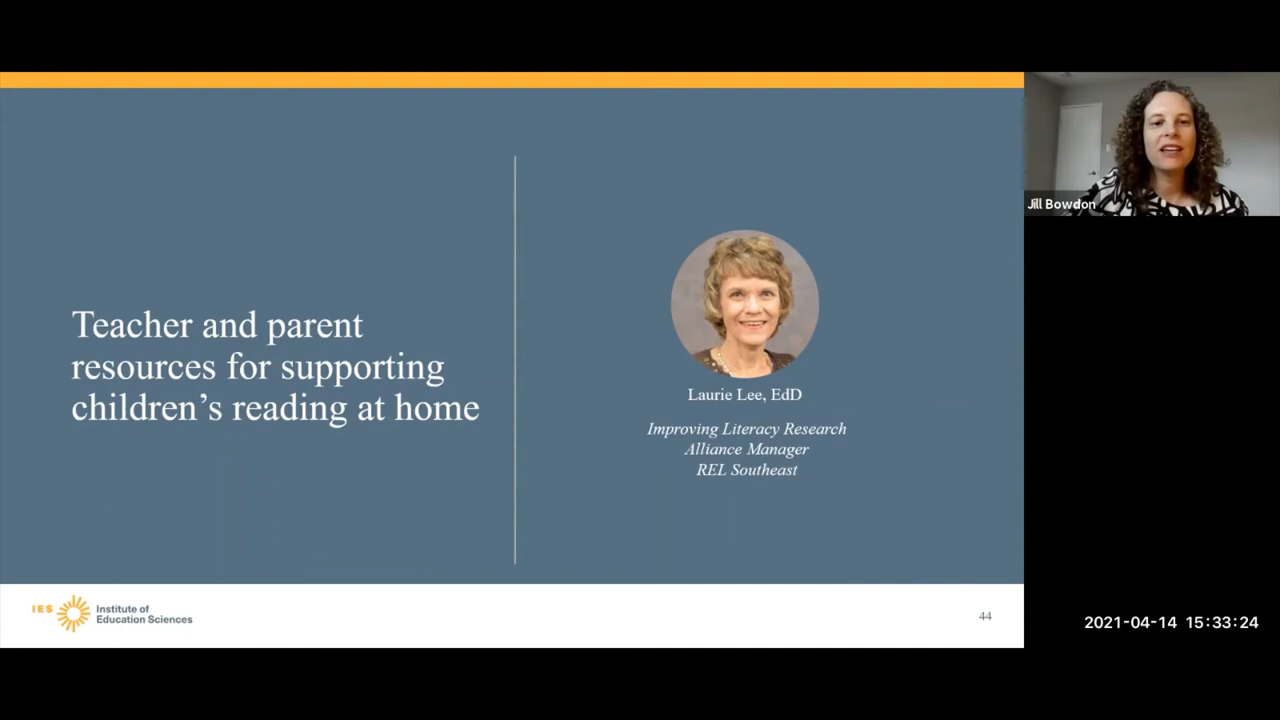 Teacher and parent
resources for supporting
children’s reading at home
Laurie Lee, EdD
Improving Literacy Research
Alliance Manager
REL Southeast
Jill Bowdon
IES
Institute of
Education Sciences
44
2021-04-14 15:33:24